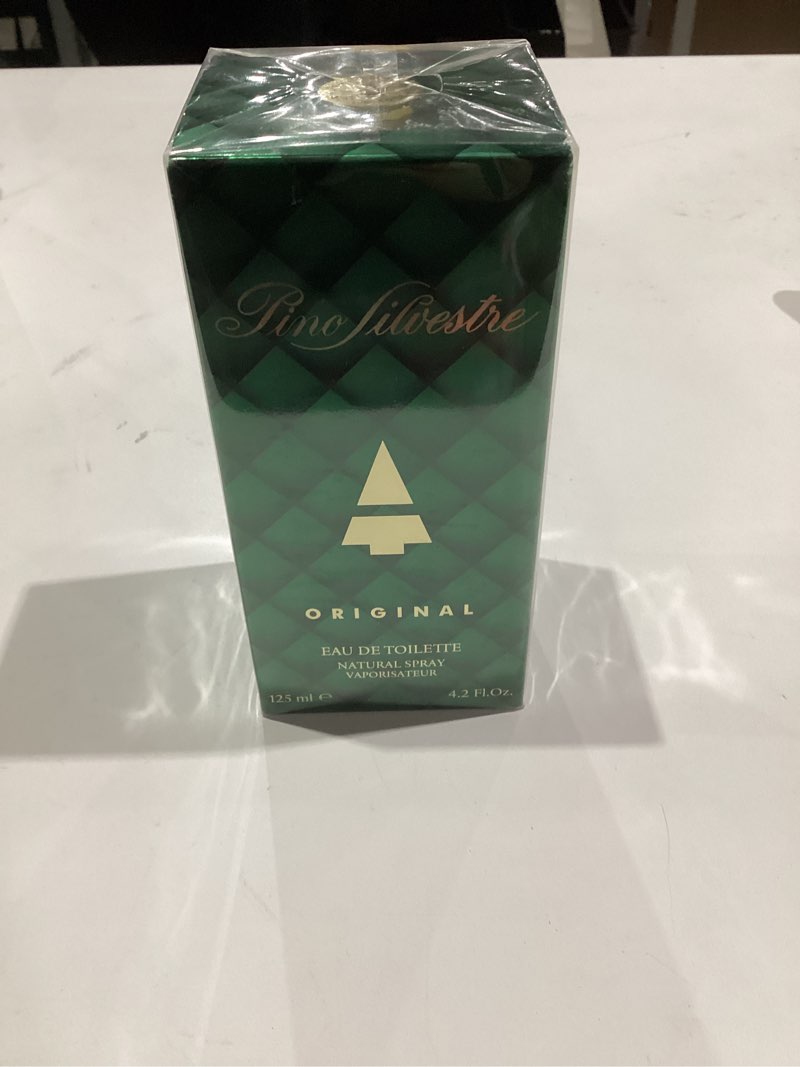 Pino Silvestre
ORIGINAL
EAU DE TOILETTE
NATURAL SPRAY
VAPORISATEUR
125 ml ℮ 4.2 Fl.Oz.